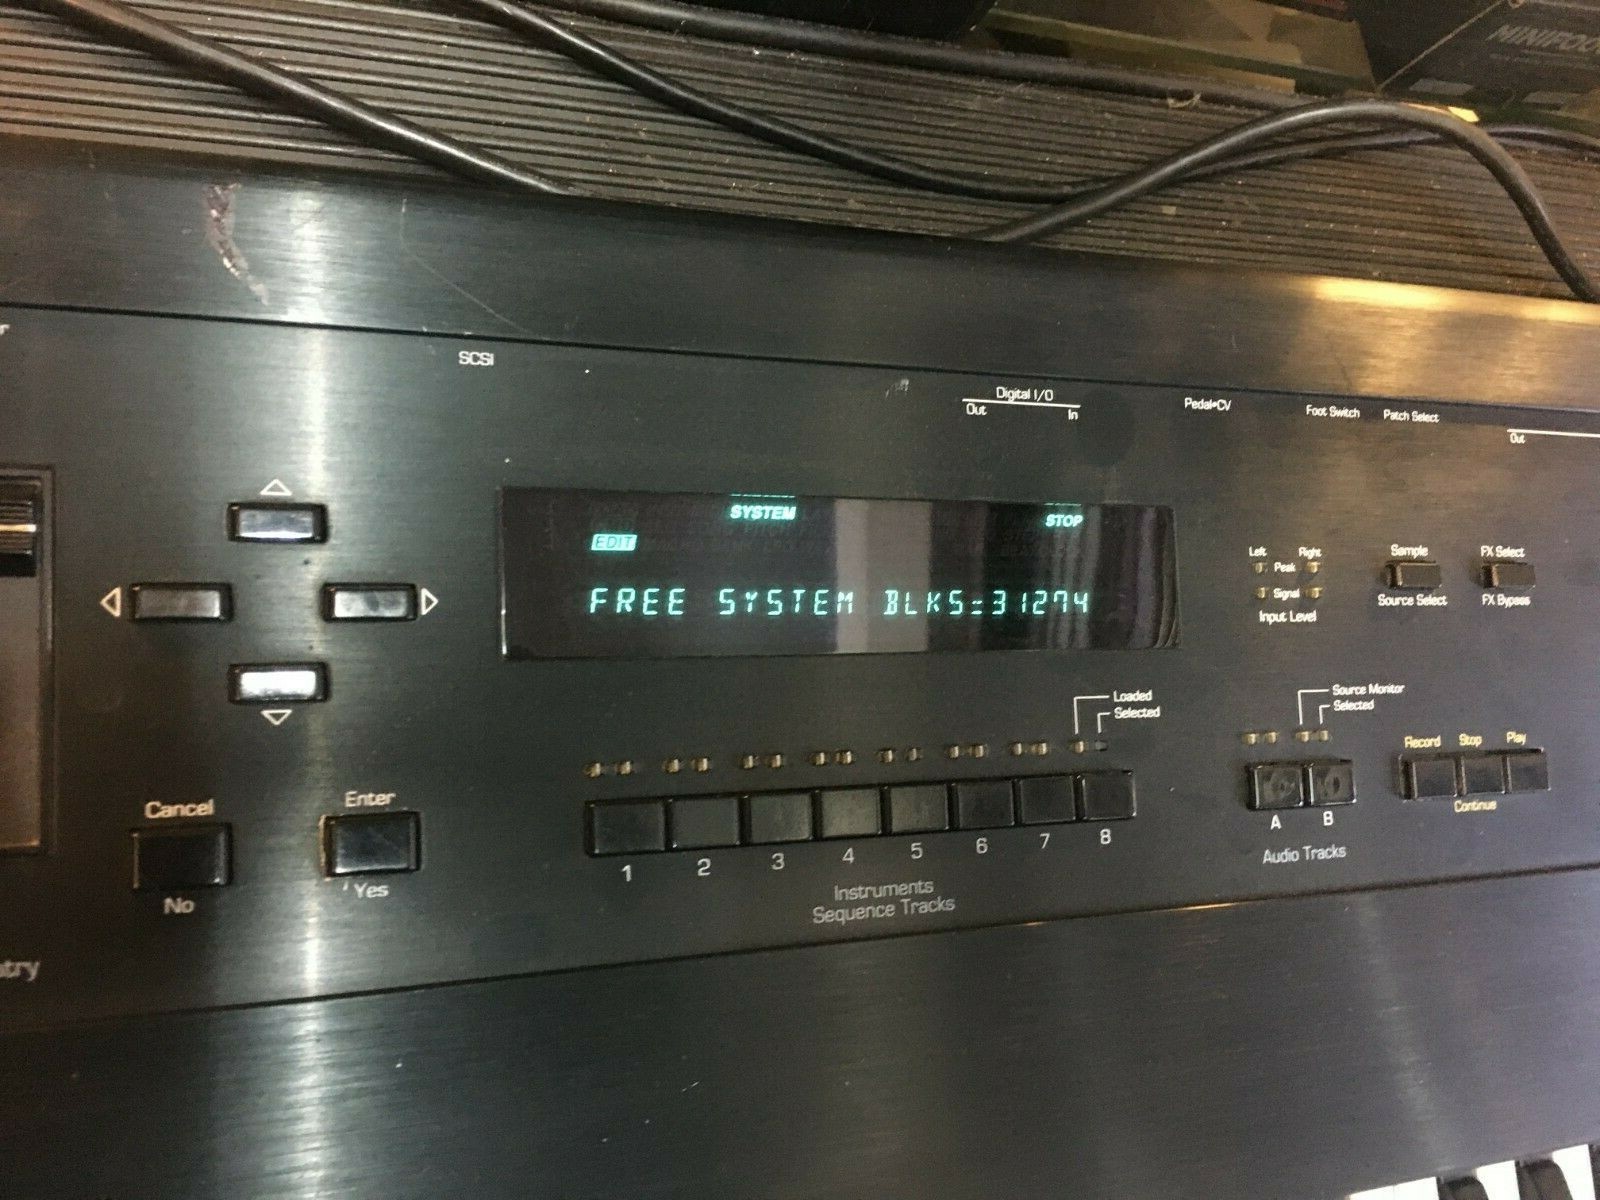 SCSI
Digital I/O
Out In
Pedal•CV
Foot Switch
Patch Select
Out
SYSTEM
STOP
EDIT
FREE SYSTEM BLKS=31274
Left Right
Peak
Signal
Input Level
Sample
Source Select
FX Select
FX Bypass
Loaded
Selected
Source Monitor
Selected
Record Stop Play
Continue
Cancel
No
Enter
Yes
1 2 3 4 5 6 7 8
Instruments
Sequence Tracks
A B
Audio Tracks